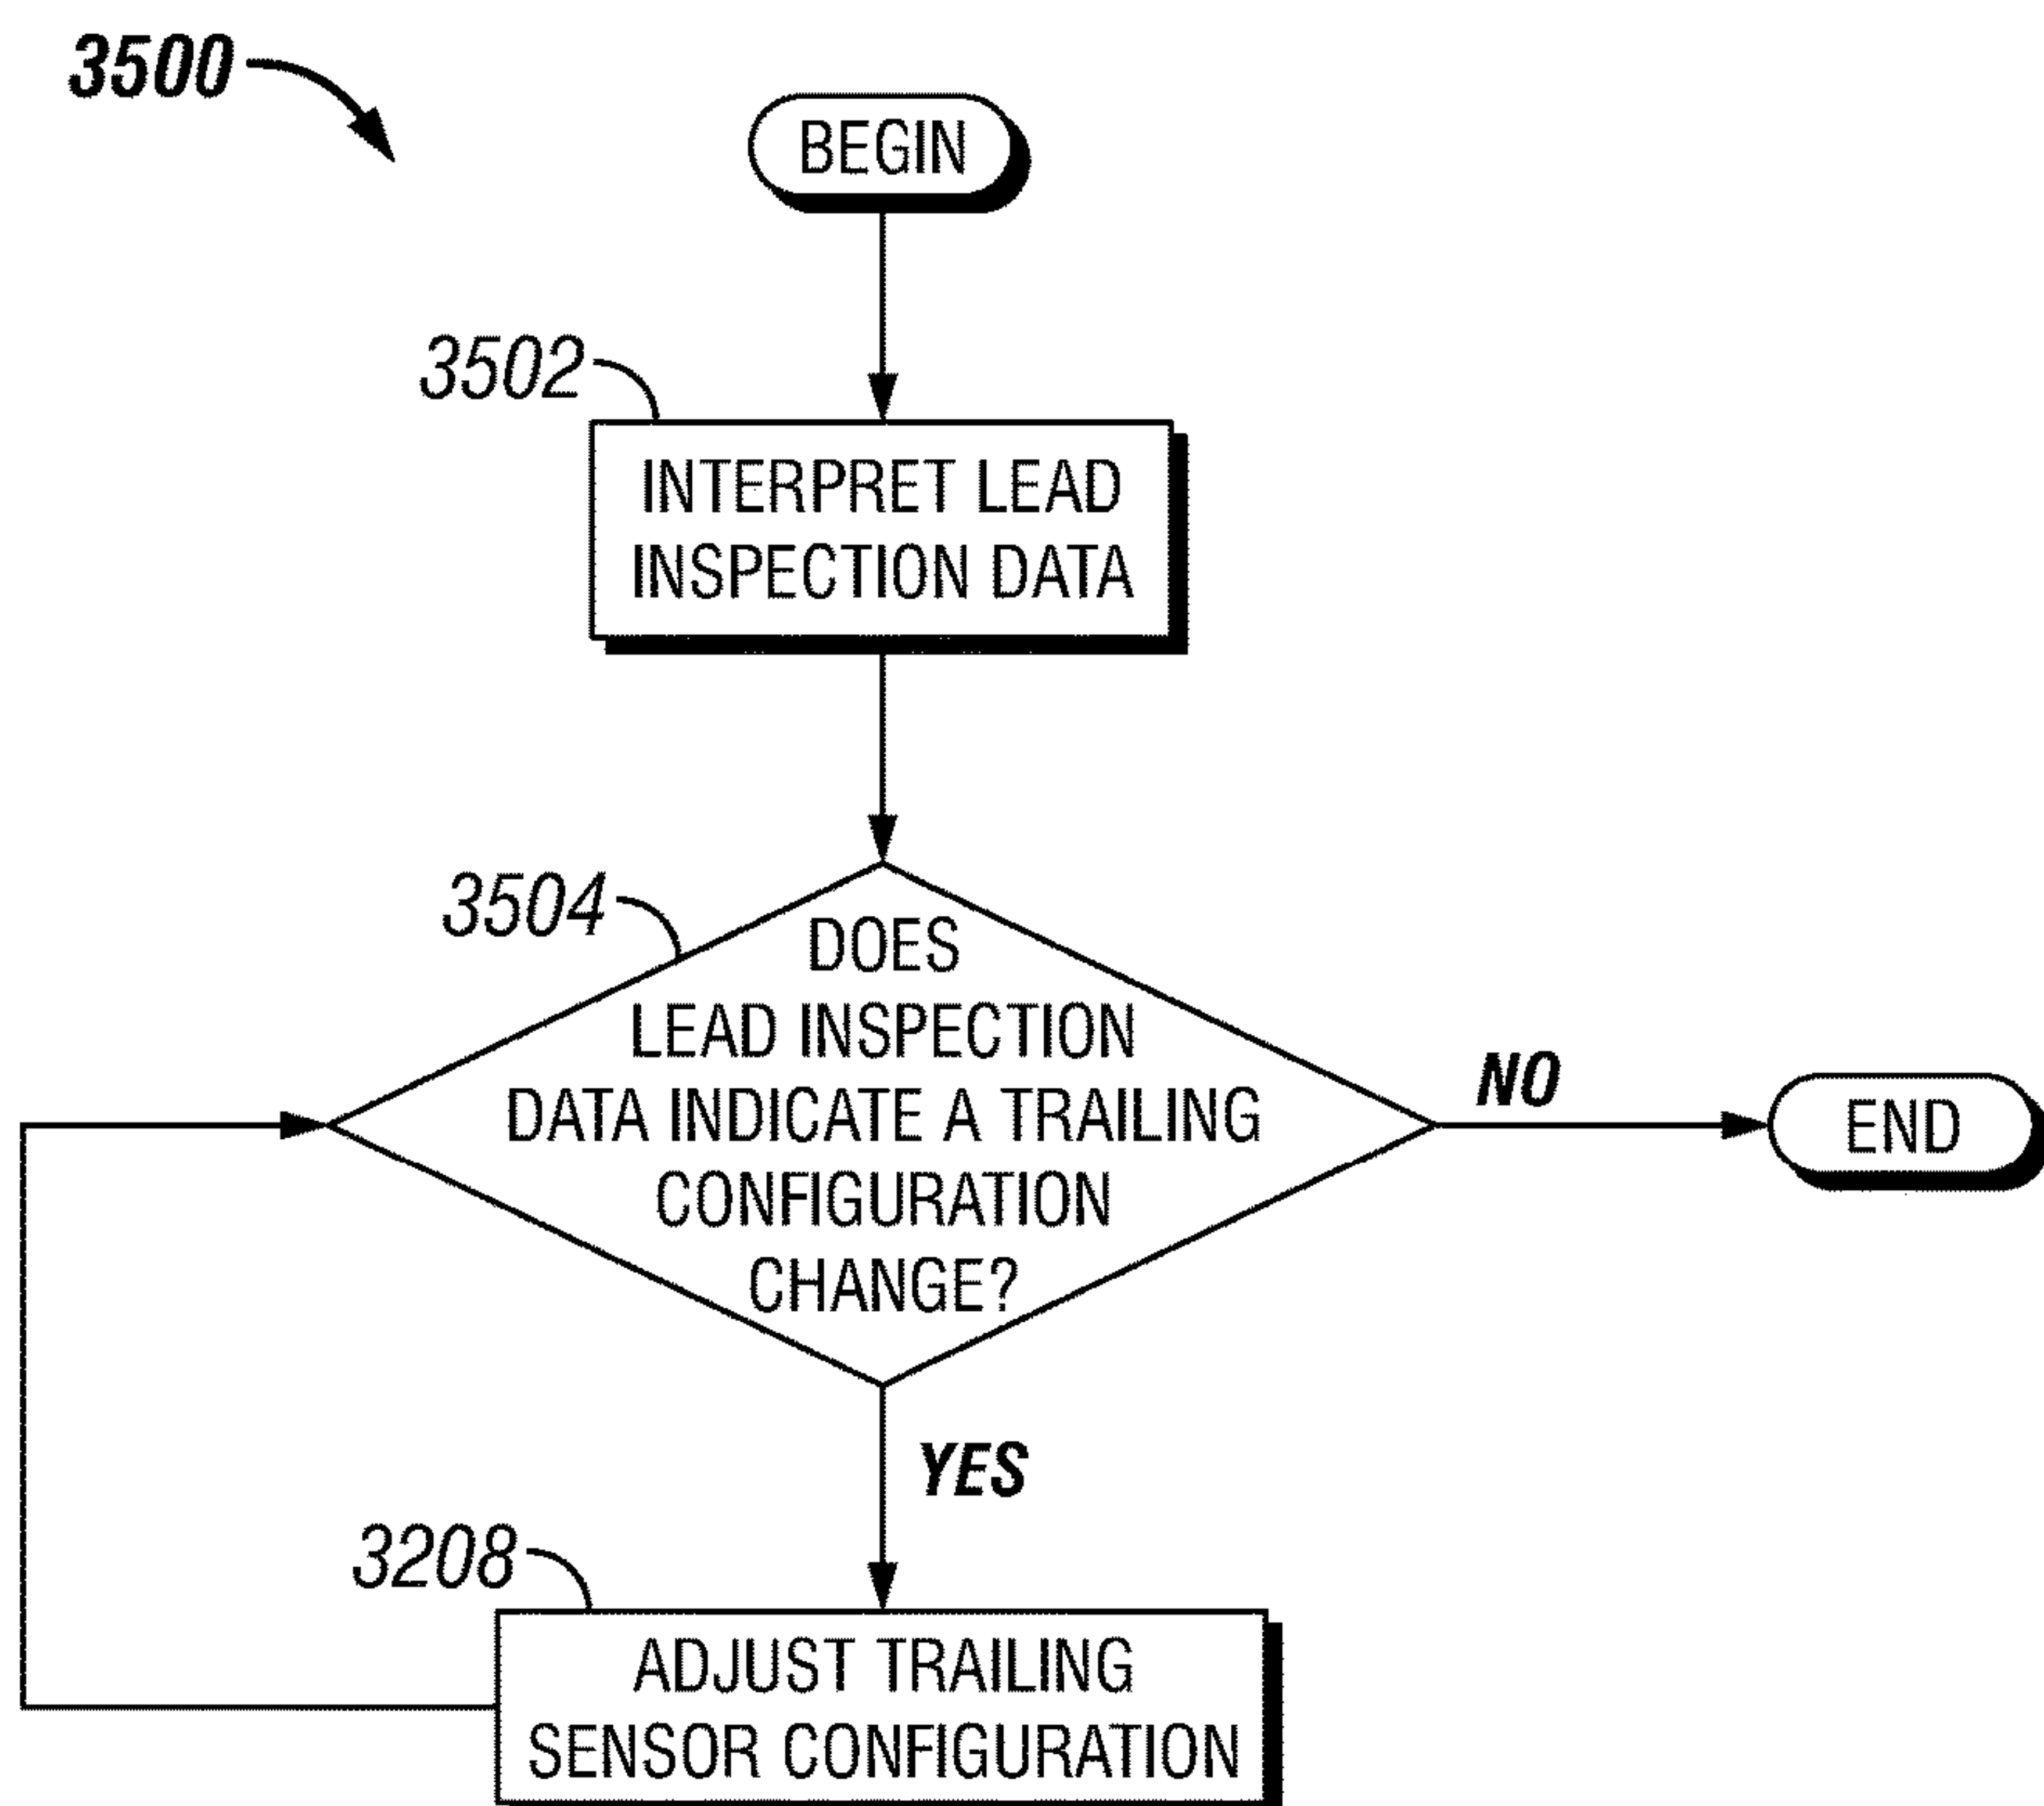 3500
BEGIN
3502
INTERPRET LEAD
INSPECTION DATA
3504
DOES
LEAD INSPECTION
DATA INDICATE A TRAILING
CONFIGURATION
CHANGE?
NO
END
YES
3208
ADJUST TRAILING
SENSOR CONFIGURATION